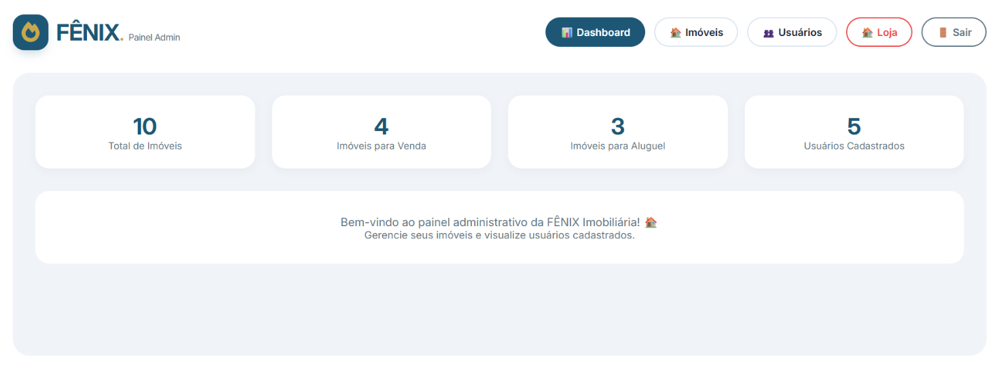 FÊNIX. Painel Admin
📊 Dashboard
🏠 Imóveis
👥 Usuários
🏠 Loja
🚪 Sair
10
Total de Imóveis
4
Imóveis para Venda
3
Imóveis para Aluguel
5
Usuários Cadastrados
Bem-vindo ao painel administrativo da FÊNIX Imobiliária! 🏠
Gerencie seus imóveis e visualize usuários cadastrados.